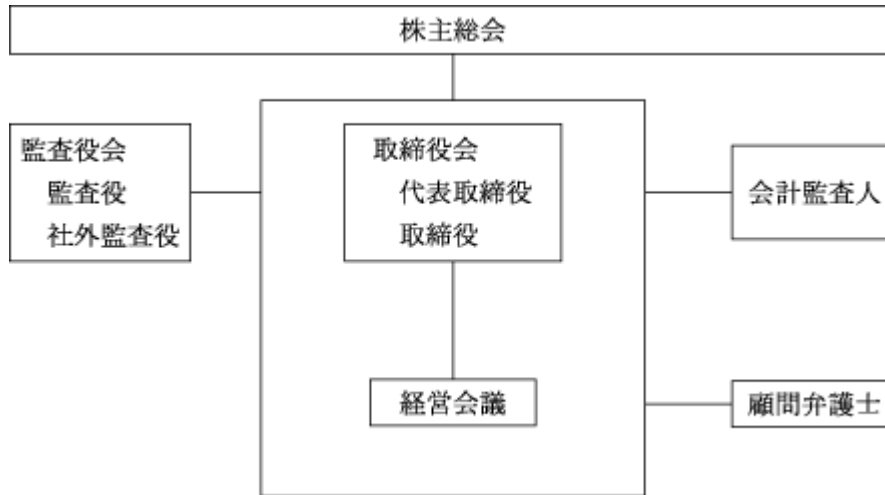 株主総会
監査役会
監査役
社外監査役
取締役会
代表取締役
取締役
会計監査人
経営会議
顧問弁護士